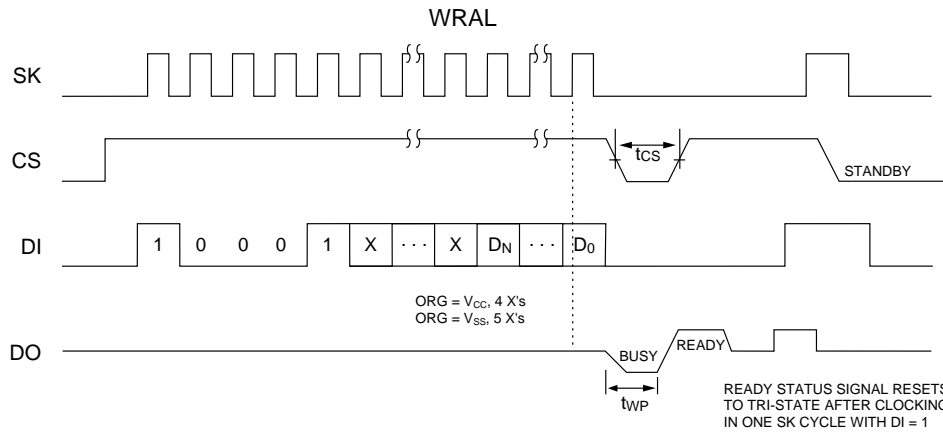 WRAL
SK
CS
tCS
STANDBY
DI
1 0 0 0 1 X ··· X DN ··· D0
ORG = VCC, 4 X's
ORG = VSS, 5 X's
DO
BUSY
READY
tWP
READY STATUS SIGNAL RESETS
TO TRI-STATE AFTER CLOCKING
IN ONE SK CYCLE WITH DI = 1